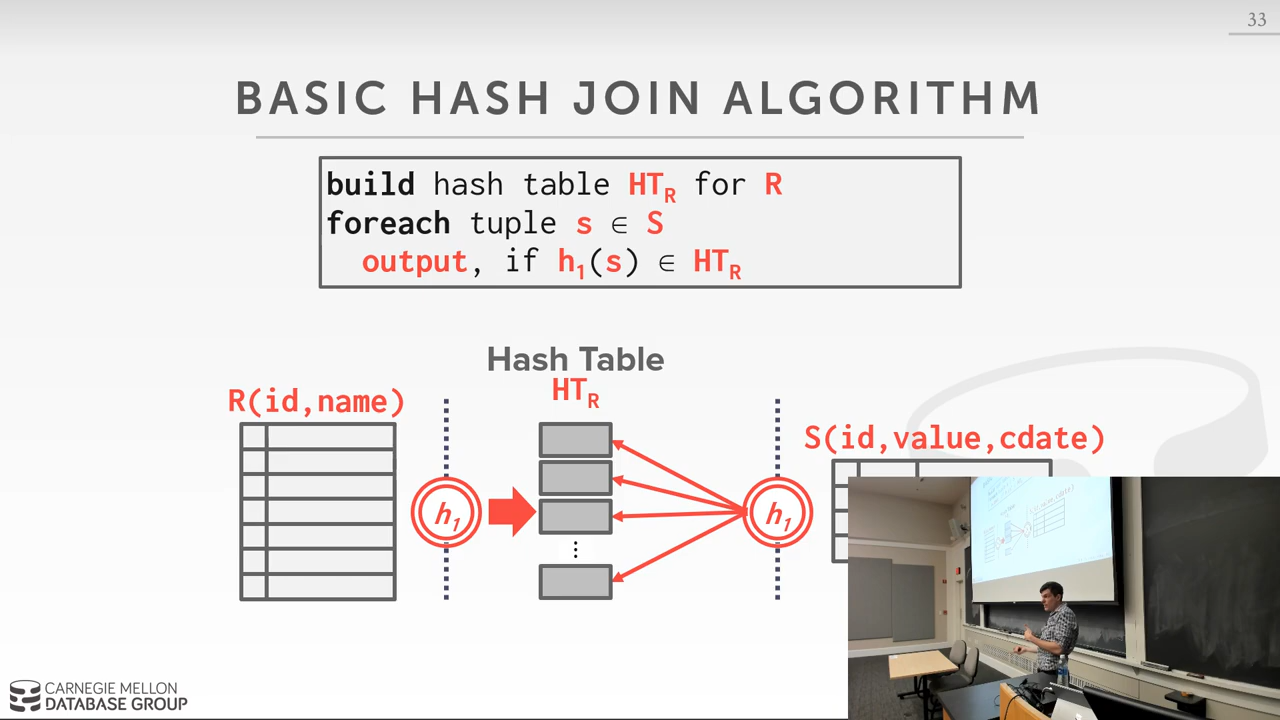 33
BASIC HASH JOIN ALGORITHM
build hash table HTR for R
foreach tuple s ∈ S
output, if h1(s) ∈ HTR
Hash Table
HTR
R(id,name)
S(id,value,cdate)
h1
h1
⋮
CARNEGIE MELLON
DATABASE GROUP